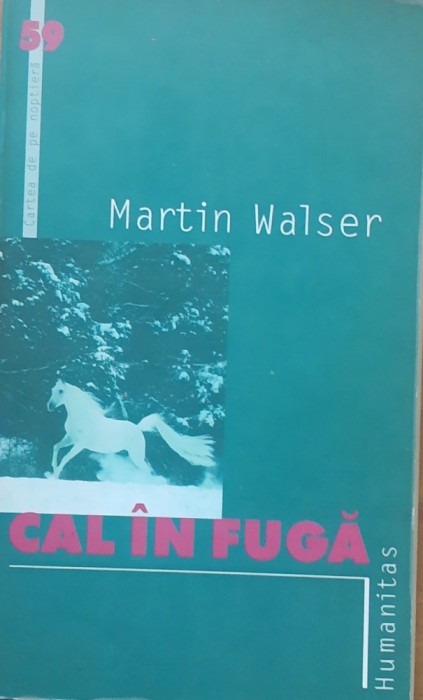 59
Cartea de pe noptieră
Martin Walser
CAL ÎN FUGĂ
Humanitas